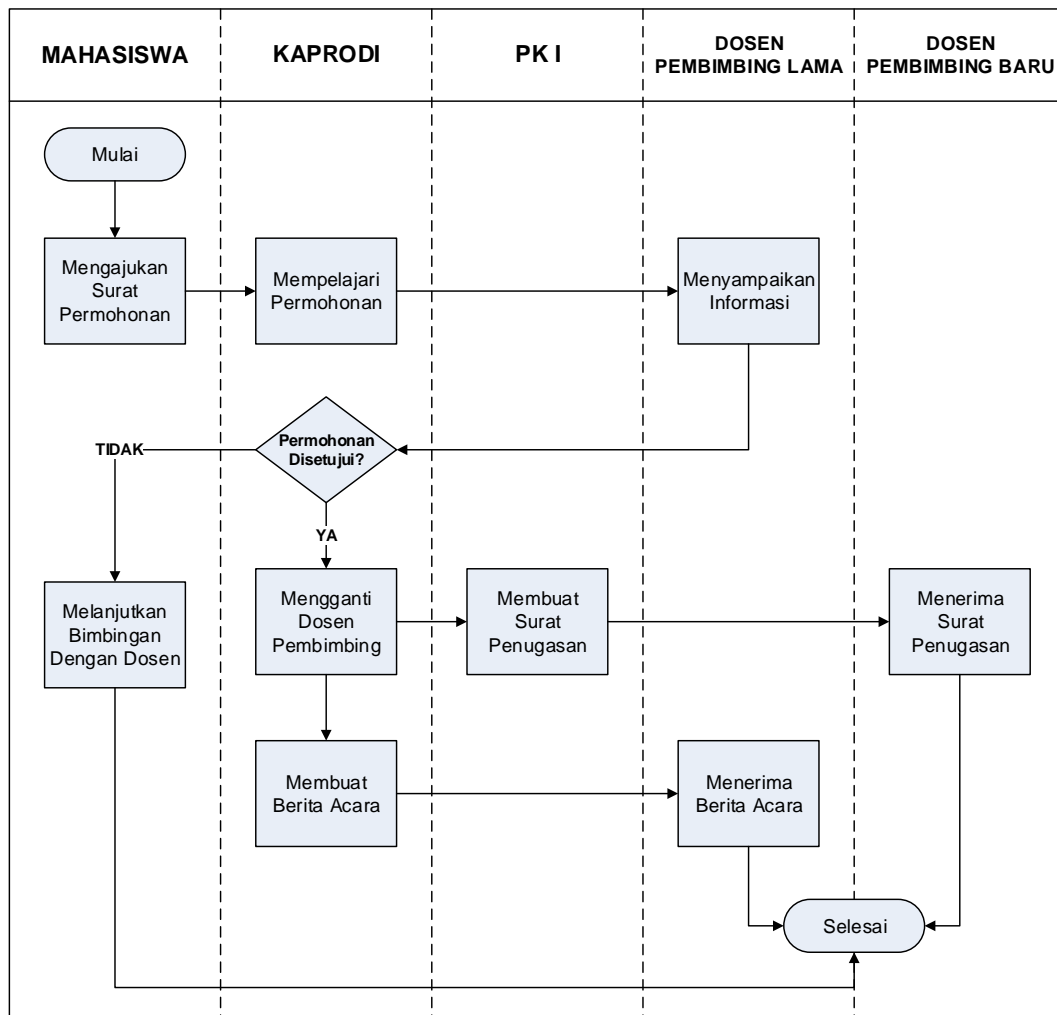 MAHASISWA
KAPRODI
PK I
DOSEN
PEMBIMBING LAMA
DOSEN
PEMBIMBING BARU
Mulai
Mengajukan
Surat
Permohonan
Mempelajari
Permohonan
Menyampaikan
Informasi
Permohonan
Disetujui?
TIDAK
YA
Melanjutkan
Bimbingan
Dengan Dosen
Mengganti
Dosen
Pembimbing
Membuat
Surat
Penugasan
Menerima
Surat
Penugasan
Membuat
Berita Acara
Menerima
Berita Acara
Selesai